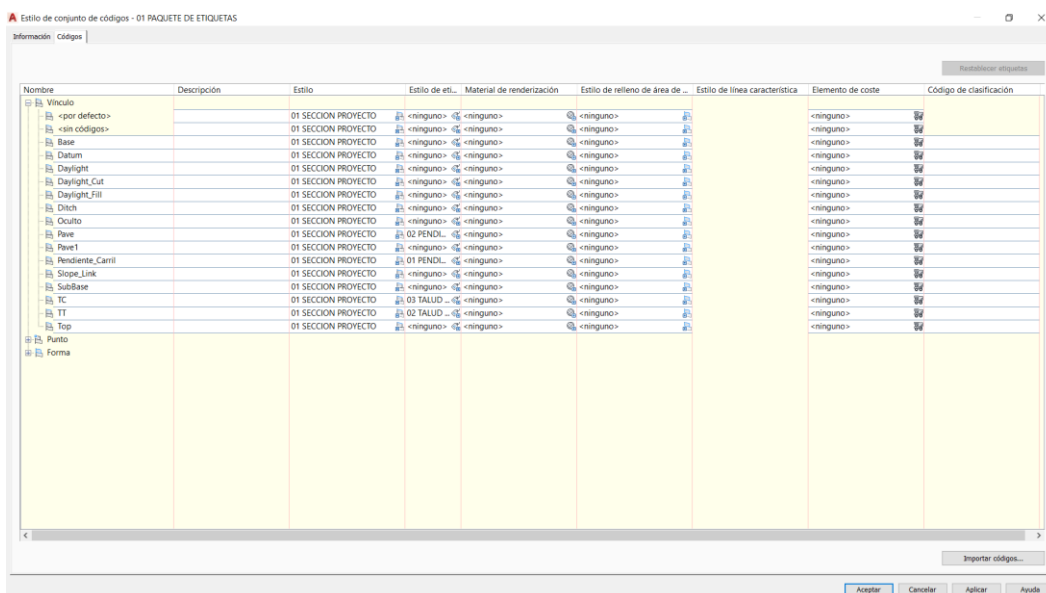 Estilo de conjunto de códigos - 01 PAQUETE DE ETIQUETAS
Información Códigos
Restablecer etiquetas
Nombre Descripción Estilo Estilo de eti... Material de renderización Estilo de relleno de área de ... Estilo de línea característica Elemento de coste Código de clasificación
Vínculo
<por defecto> 01 SECCION PROYECTO <ninguno> <ninguno> <ninguno> <ninguno>
<sin códigos> 01 SECCION PROYECTO <ninguno> <ninguno> <ninguno> <ninguno>
Base 01 SECCION PROYECTO <ninguno> <ninguno> <ninguno> <ninguno>
Datum 01 SECCION PROYECTO <ninguno> <ninguno> <ninguno> <ninguno>
Daylight 01 SECCION PROYECTO <ninguno> <ninguno> <ninguno> <ninguno>
Daylight_Cut 01 SECCION PROYECTO <ninguno> <ninguno> <ninguno> <ninguno>
Daylight_Fill 01 SECCION PROYECTO <ninguno> <ninguno> <ninguno> <ninguno>
Ditch 01 SECCION PROYECTO <ninguno> <ninguno> <ninguno> <ninguno>
Oculto 01 SECCION PROYECTO <ninguno> <ninguno> <ninguno> <ninguno>
Pave 01 SECCION PROYECTO 02 PENDI... <ninguno> <ninguno> <ninguno>
Pave1 01 SECCION PROYECTO <ninguno> <ninguno> <ninguno> <ninguno>
Pendiente_Carril 01 SECCION PROYECTO 01 PENDI... <ninguno> <ninguno> <ninguno>
Slope_Link 01 SECCION PROYECTO <ninguno> <ninguno> <ninguno> <ninguno>
SubBase 01 SECCION PROYECTO <ninguno> <ninguno> <ninguno> <ninguno>
TC 01 SECCION PROYECTO 03 TALUD ... <ninguno> <ninguno> <ninguno>
TT 01 SECCION PROYECTO 02 TALUD ... <ninguno> <ninguno> <ninguno>
Top 01 SECCION PROYECTO <ninguno> <ninguno> <ninguno> <ninguno>
Punto
Forma
Importar códigos...
Aceptar Cancelar Aplicar Ayuda